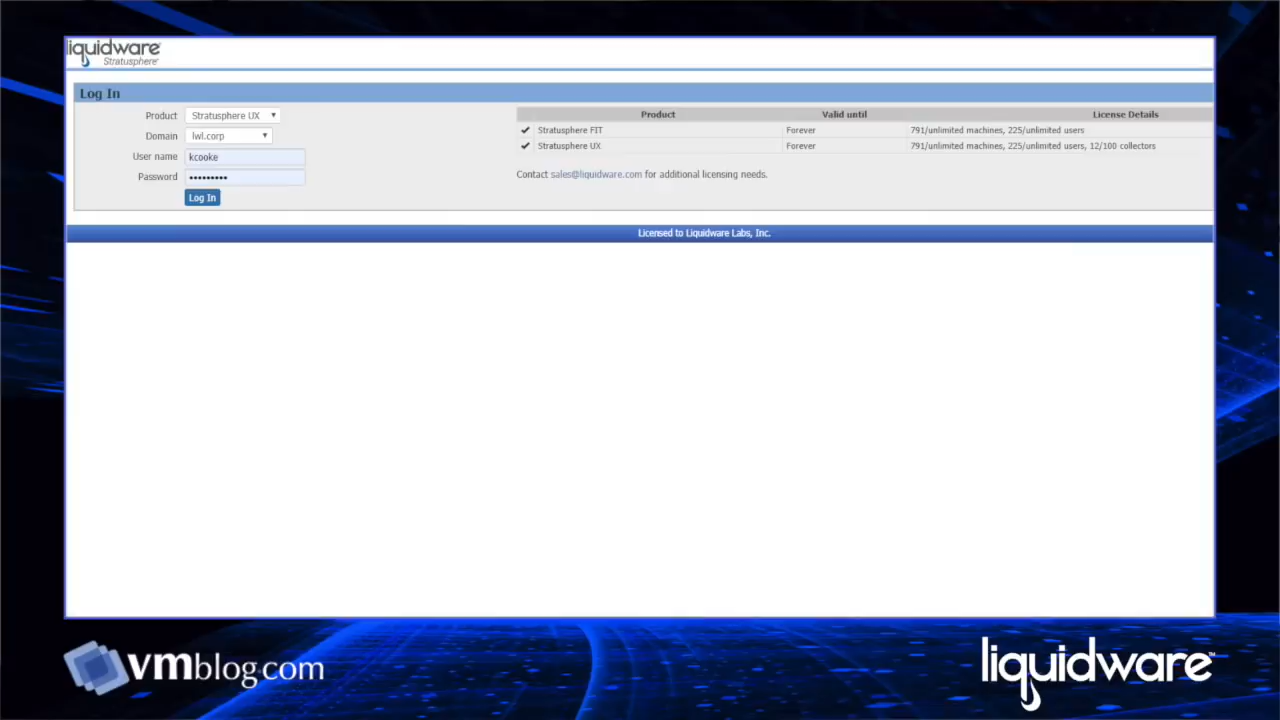 liquidware
Stratusphere
Log In
Product Stratusphere UX
Domain lwl.corp
User name kcooke
Password •••••••••
Log In
Product Valid until License Details
Stratusphere FIT Forever 791/unlimited machines, 225/unlimited users
Stratusphere UX Forever 791/unlimited machines, 225/unlimited users, 12/100 collectors
Contact sales@liquidware.com for additional licensing needs.
Licensed to Liquidware Labs, Inc.
vmblog.com
liquidware™